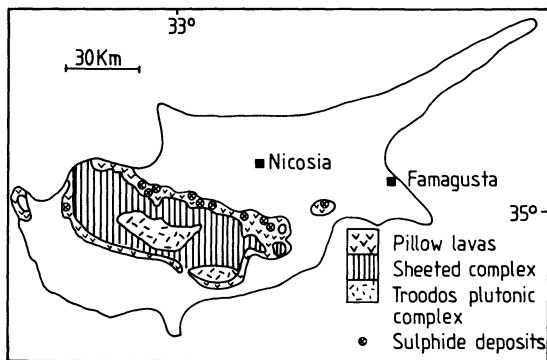 33°
30Km
Nicosia
Famagusta
35°
Pillow lavas
Sheeted complex
Troodos plutonic
complex
Sulphide deposits